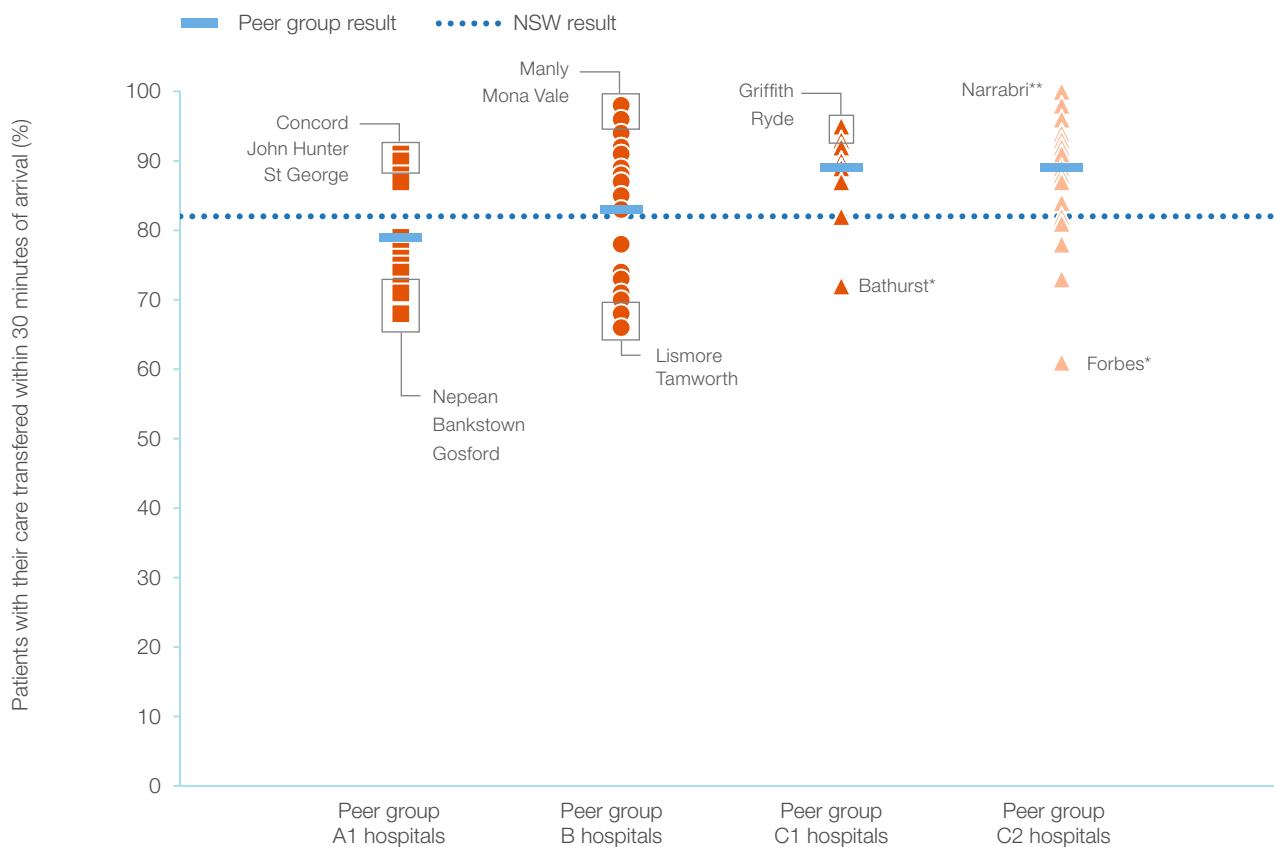 Peer group result
NSW result
Patients with their care transfered within 30 minutes of arrival (%)
100
90
80
70
60
50
40
30
20
10
0
Concord
John Hunter
St George
Nepean
Bankstown
Gosford
Manly
Mona Vale
Lismore
Tamworth
Griffith
Ryde
Bathurst*
Narrabri**
Forbes*
Peer group
A1 hospitals
Peer group
B hospitals
Peer group
C1 hospitals
Peer group
C2 hospitals